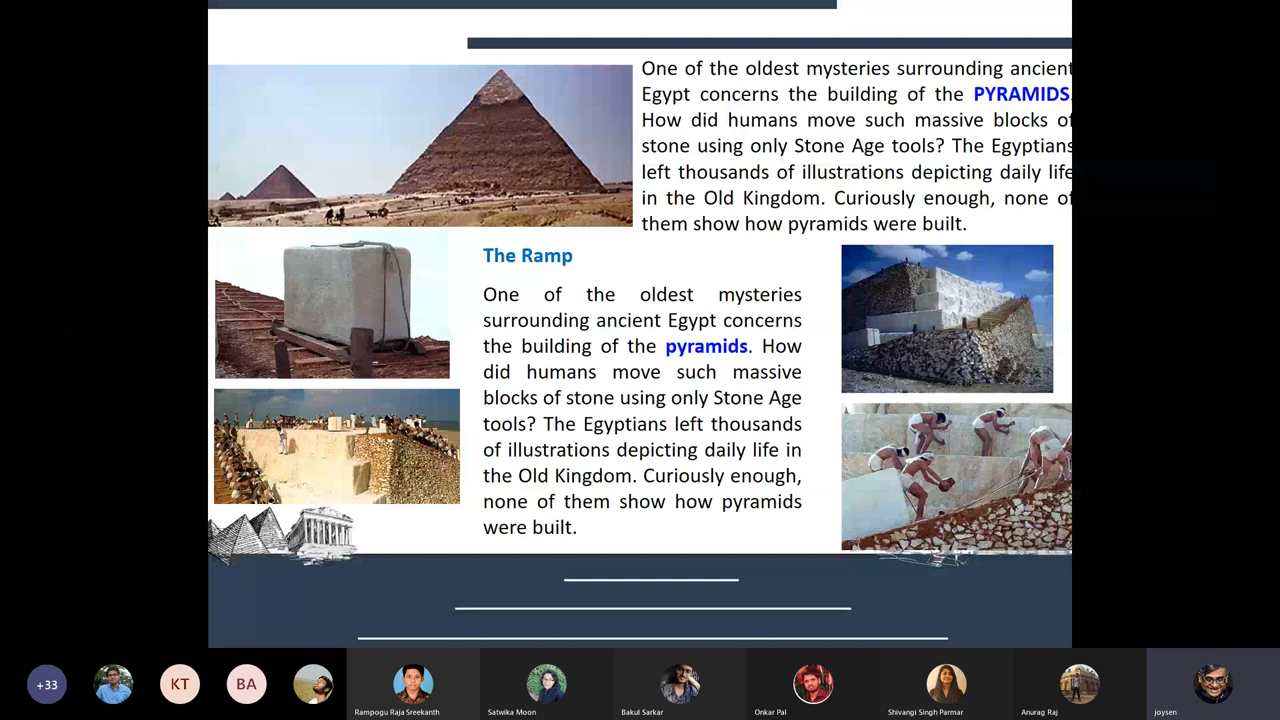 One of the oldest mysteries surrounding ancient
Egypt concerns the building of the PYRAMIDS.
How did humans move such massive blocks of
stone using only Stone Age tools? The Egyptians
left thousands of illustrations depicting daily life
in the Old Kingdom. Curiously enough, none of
them show how pyramids were built.
The Ramp
One of the oldest mysteries
surrounding ancient Egypt concerns
the building of the pyramids. How
did humans move such massive
blocks of stone using only Stone Age
tools? The Egyptians left thousands
of illustrations depicting daily life in
the Old Kingdom. Curiously enough,
none of them show how pyramids
were built.
+33
KT
BA
Rampogu Raja Sreekanth
Satwika Moon
Bakul Sarkar
Onkar Pal
Shivangi Singh Parmar
Anurag Raj
joysen